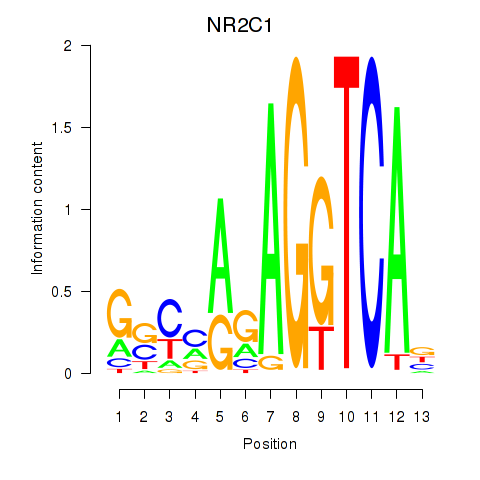 NR2C1
Information content
2
1.5
1
0.5
0
G A C T
G C T A
C T A G
C A G T
A G
G A C T
A G
G
G T
T
C
A T
G T C A
1 2 3 4 5 6 7 8 9 10 11 12 13
Position